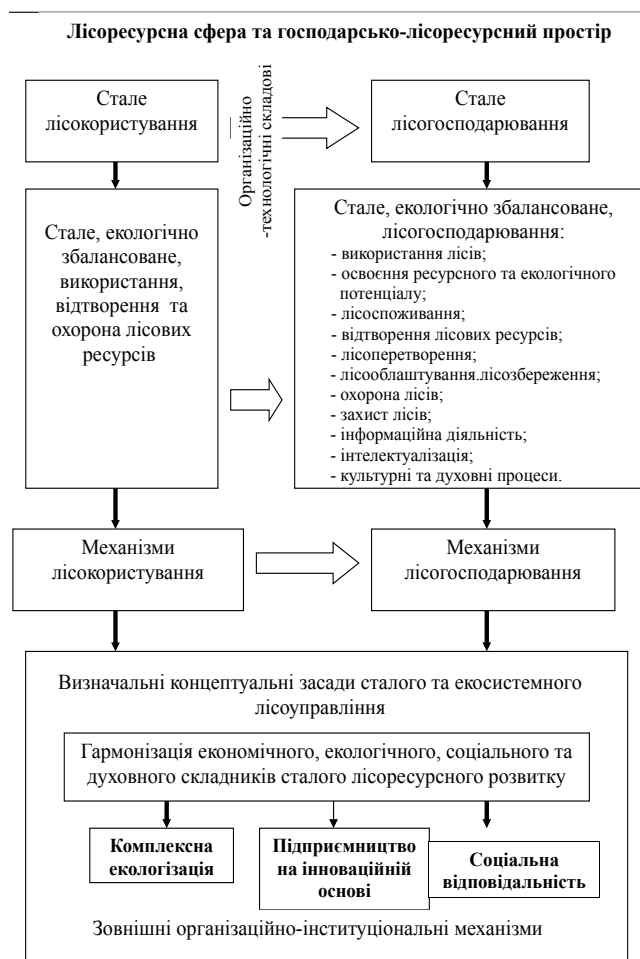 Лісоресурсна сфера та господарсько-лісоресурсний простір
Стале
лісокористування
Організаційно
-технологічні складові
Стале
лісогосподарювання
Стале, екологічно
збалансоване,
використання,
відтворення та
охорона лісових
ресурсів
Стале, екологічно збалансоване,
лісогосподарювання:
- використання лісів;
- освоєння ресурсного та екологічного
потенціалу;
- лісоспоживання;
- відтворення лісових ресурсів;
- лісоперетворення;
- лісооблаштування.лісозбереження;
- охорона лісів;
- захист лісів;
- інформаційна діяльність;
- інтелектуалізація;
- культурні та духовні процеси.
Механізми
лісокористування
Механізми
лісогосподарювання
Визначальні концептуальні засади сталого та екосистемного
лісоуправління
Гармонізація економічного, екологічного, соціального та
духовного складників сталого лісоресурсного розвитку
Комплексна
екологізація
Підприємництво
на інноваційній
основі
Соціальна
відповідальність
Зовнішні організаційно-інституціональні механізми